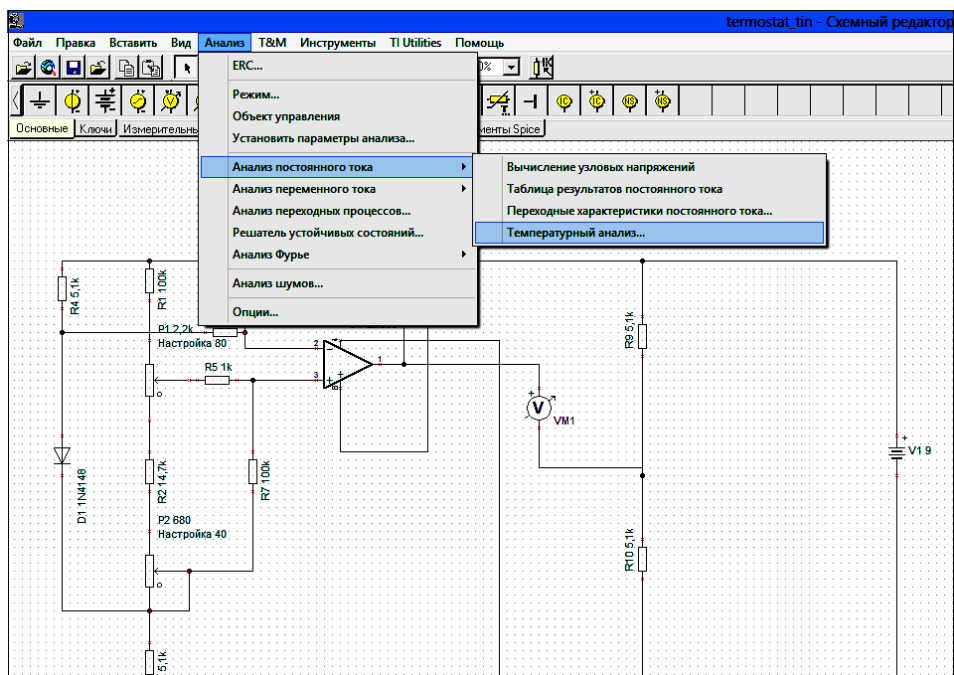 termostat_tin - Схемный редактор
Файл Правка Вставить Вид Анализ T&M Инструменты TI Utilities Помощь
ERC...
Режим...
Объект управления
Установить параметры анализа...
Анализ постоянного тока
Анализ переменного тока
Анализ переходных процессов...
Решатель устойчивых состояний...
Анализ Фурье
Анализ шумов...
Опции...
Вычисление узловых напряжений
Таблица результатов постоянного тока
Переходные характеристики постоянного тока...
Температурный анализ...
Основные Ключи
Spice
R4 5,1k
R1 100k
P1 2,2k
Настройка 80
R5 1k
2
3
1
+
VM1
V
R9 5,1k
V1 9
D1 1N4148
R2 14,7k
R7 100k
P2 680
Настройка 40
R10 5,1k
5,1k